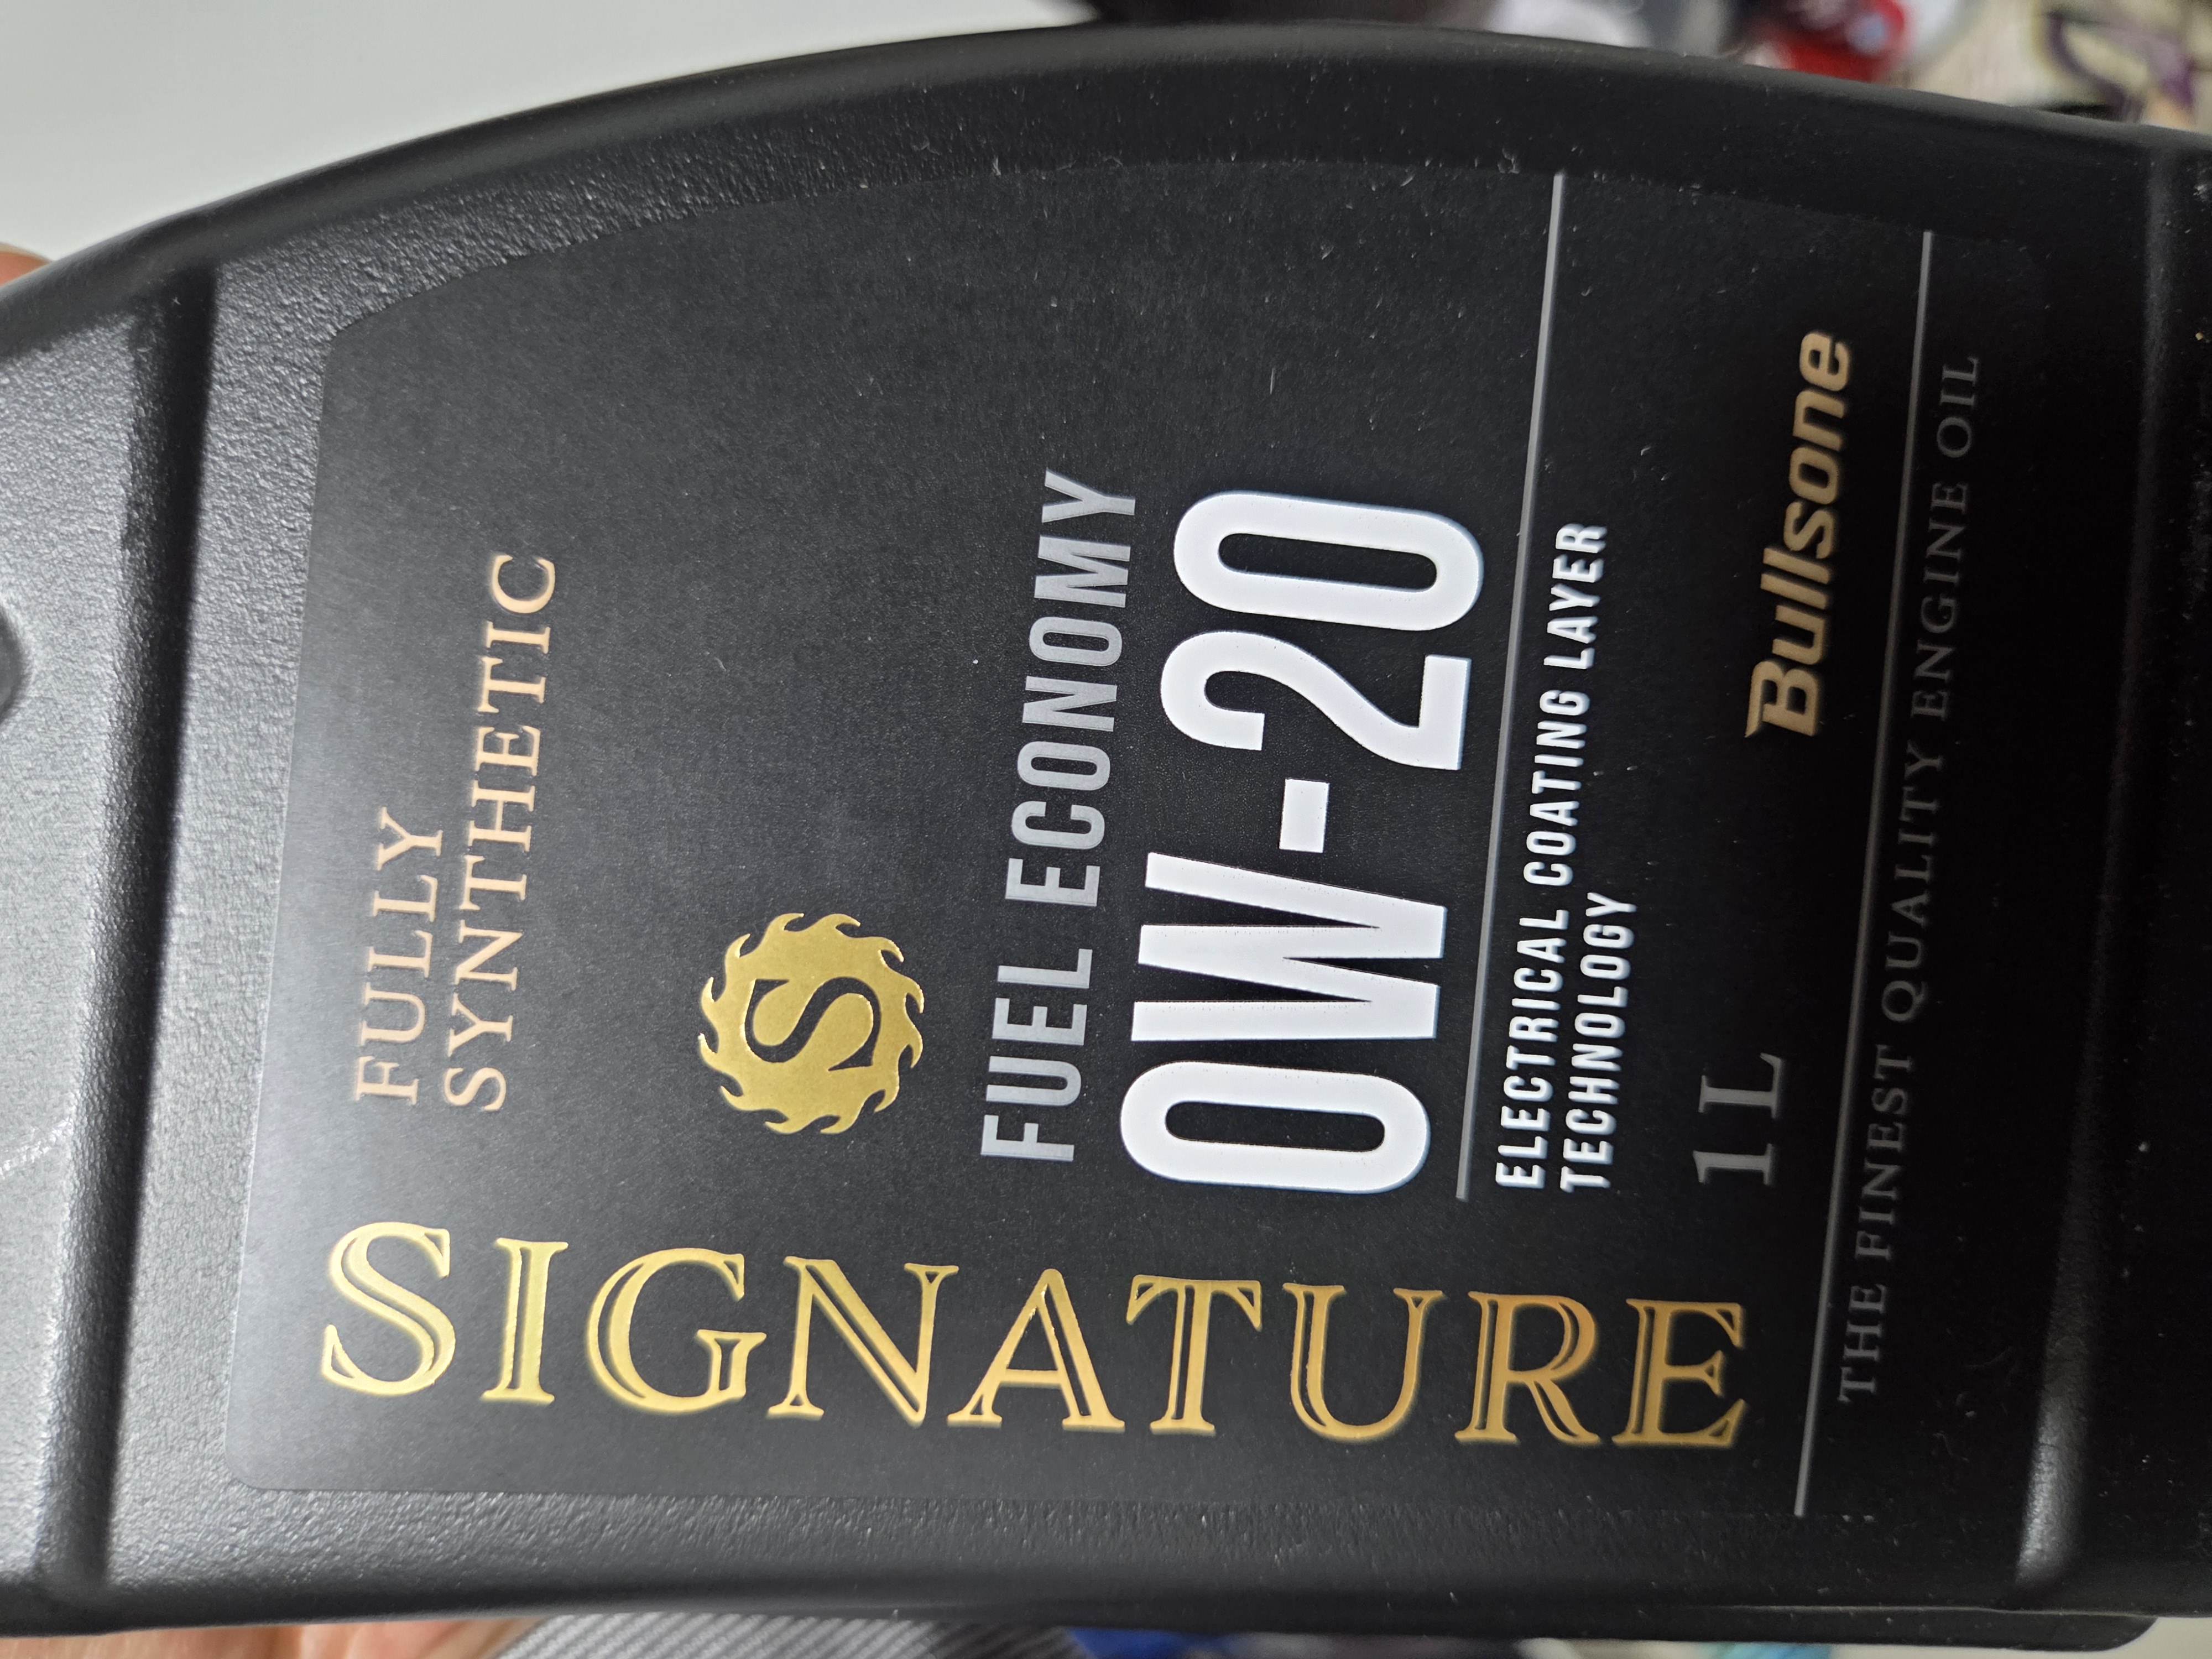 FULLY
SYNTHETIC
SIGNATURE
S
FUEL ECONOMY
0W-20
ELECTRICAL COATING LAYER
TECHNOLOGY
1L
Bullsone
THE FINEST QUALITY ENGINE OIL